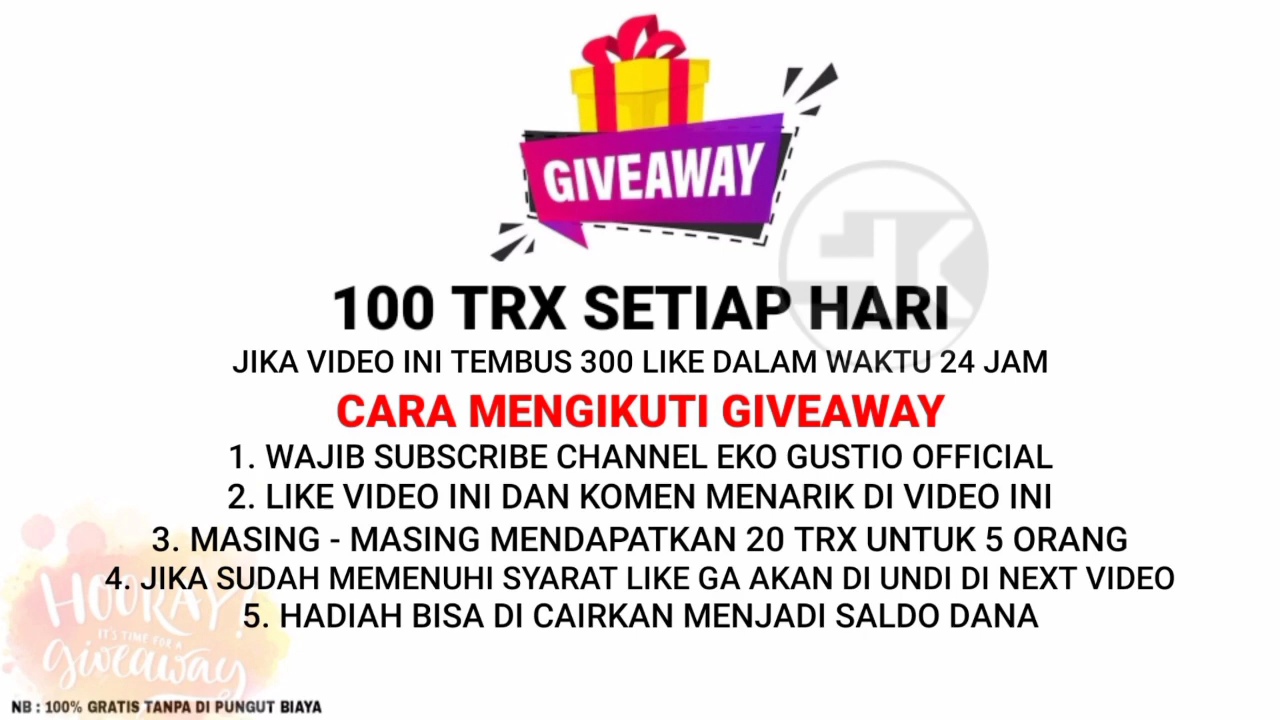 GIVEAWAY
100 TRX SETIAP HARI
JIKA VIDEO INI TEMBUS 300 LIKE DALAM WAKTU 24 JAM
CARA MENGIKUTI GIVEAWAY
1. WAJIB SUBSCRIBE CHANNEL EKO GUSTIO OFFICIAL
2. LIKE VIDEO INI DAN KOMEN MENARIK DI VIDEO INI
3. MASING - MASING MENDAPATKAN 20 TRX UNTUK 5 ORANG
4. JIKA SUDAH MEMENUHI SYARAT LIKE GA AKAN DI UNDI DI NEXT VIDEO
5. HADIAH BISA DI CAIRKAN MENJADI SALDO DANA
HOORAY!
IT'S TIME FOR A
giveaway
NB : 100% GRATIS TANPA DI PUNGUT BIAYA